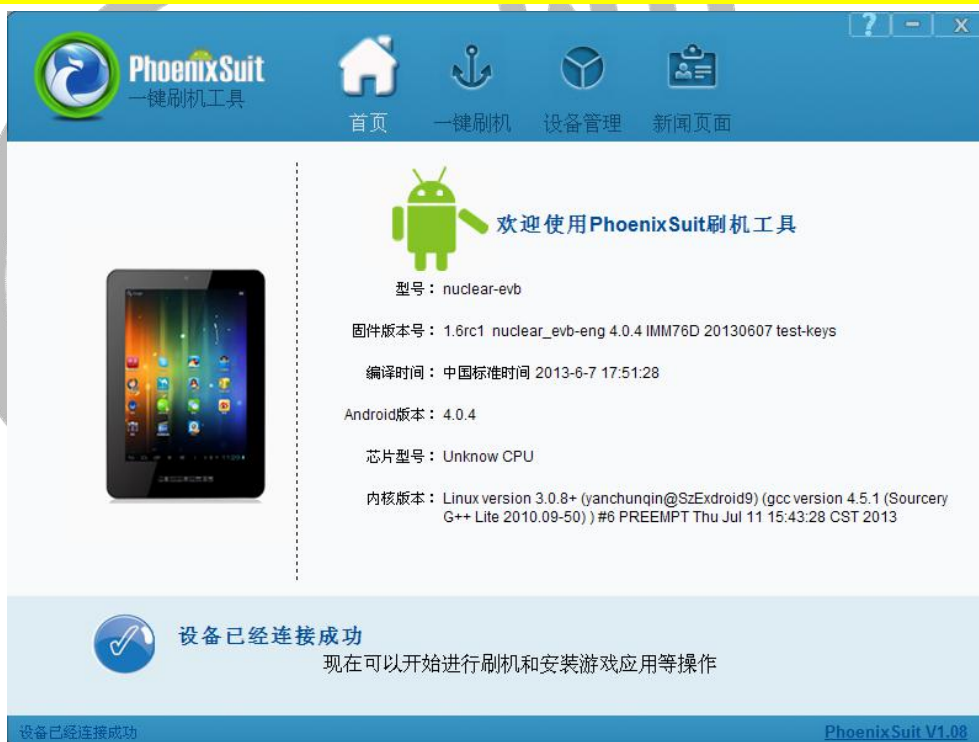 ? - x
PhoenixSuit
一键刷机工具
首页 一键刷机 设备管理 新闻页面
欢迎使用PhoenixSuit刷机工具
型号： nuclear-evb
固件版本号： 1.6rc1 nuclear_evb-eng 4.0.4 IMM76D 20130607 test-keys
编译时间： 中国标准时间 2013-6-7 17:51:28
Android版本： 4.0.4
芯片型号： Unknow CPU
内核版本： Linux version 3.0.8+ (yanchunqin@SzExdroid9) (gcc version 4.5.1 (Sourcery
G++ Lite 2010.09-50) ) #6 PREEMPT Thu Jul 11 15:43:28 CST 2013
设备已经连接成功
现在可以开始进行刷机和安装游戏应用等操作
设备已经连接成功 PhoenixSuit V1.08